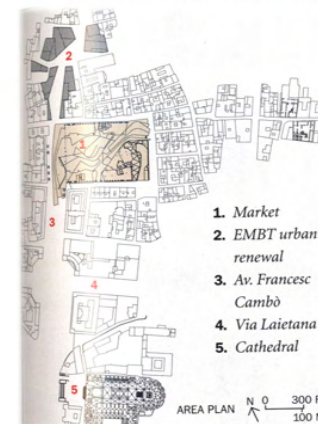 2
1
3
4
5
1. Market
2. EMBT urban
renewal
3. Av. Francesc
Cambò
4. Via Laietana
5. Cathedral
AREA PLAN N 0 300 F
100 M